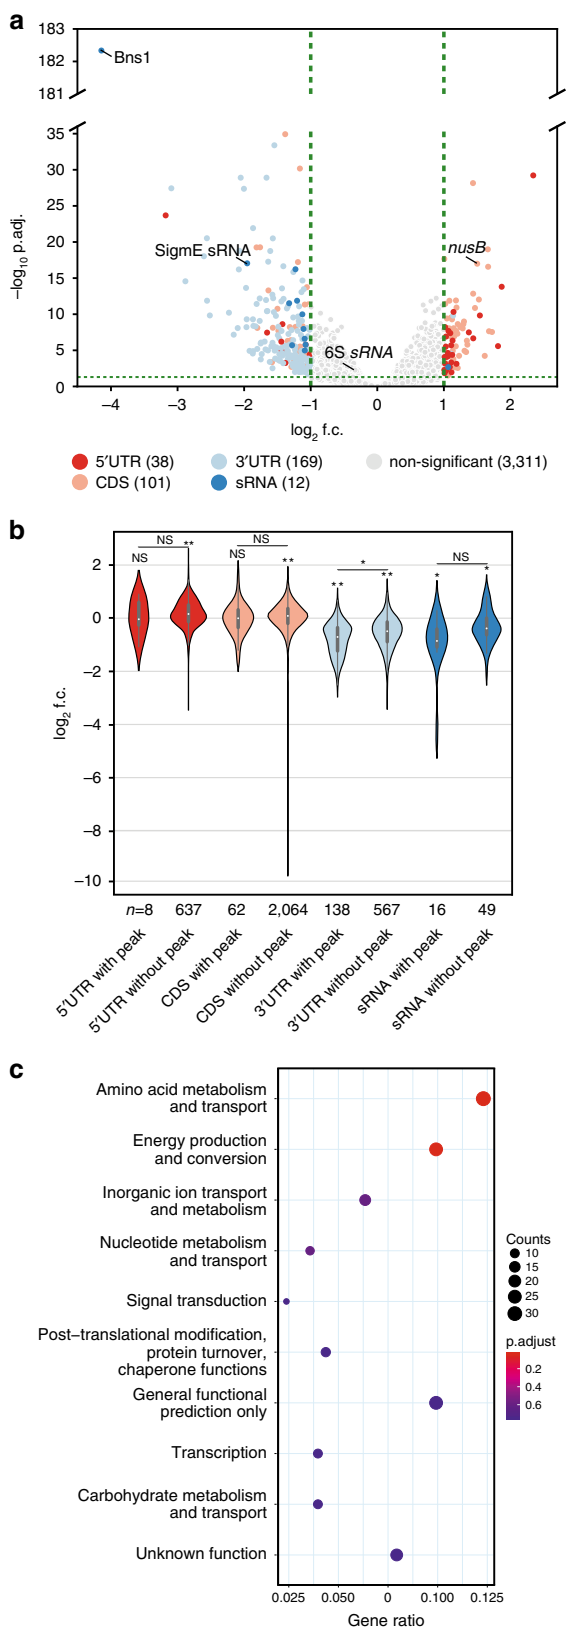 a
183
182
181
Bns1
35
30
25
20
15
10
5
0
SigmE sRNA
nusB
6S sRNA
−log10 p.adj.
−4 −3 −2 −1 0 1 2
log2 f.c.
5′UTR (38) 3′UTR (169) non-significant (3,311)
CDS (101) sRNA (12)
b
NS NS NS
NS ** NS ** ** * ** * *
2
0
−2
−4
−6
−8
−10
log2 f.c.
n=8 637 62 2,064 138 567 16 49
5′UTR with peak
5′UTR without peak
CDS with peak
CDS without peak
3′UTR with peak
3′UTR without peak
sRNA with peak
sRNA without peak
c
Amino acid metabolism
and transport
Energy production
and conversion
Inorganic ion transport
and metabolism
Nucleotide metabolism
and transport
Signal transduction
Post−translational modification,
protein turnover,
chaperone functions
General functional
prediction only
Transcription
Carbohydrate metabolism
and transport
Unknown function
Counts
10
15
20
25
30
p.adjust
0.2
0.4
0.6
0.025 0.050 0 0.100 0.125
Gene ratio